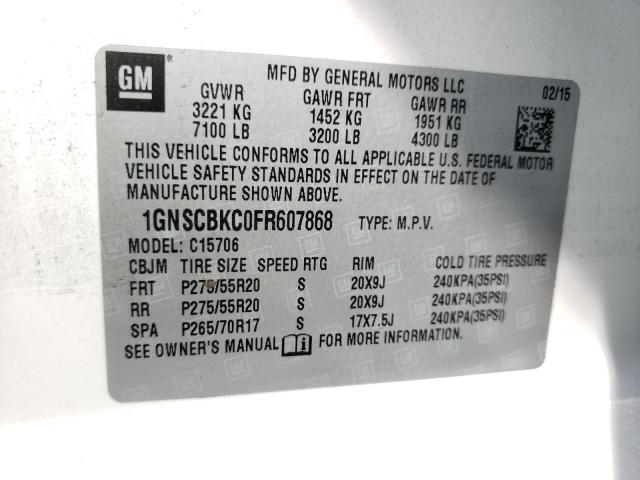 GM
MFD BY GENERAL MOTORS LLC
02/15
GVWR GAWR FRT GAWR RR
3221 KG 1452 KG 1951 KG
7100 LB 3200 LB 4300 LB
THIS VEHICLE CONFORMS TO ALL APPLICABLE U.S. FEDERAL MOTOR
VEHICLE SAFETY STANDARDS IN EFFECT ON THE DATE OF
MANUFACTURE SHOWN ABOVE.
1GNSCBKC0FR607868 TYPE: M.P.V.
MODEL: C15706
CBJM TIRE SIZE SPEED RTG RIM COLD TIRE PRESSURE
FRT P275/55R20 S 20X9J 240KPA(35PSI)
RR P275/55R20 S 20X9J 240KPA(35PSI)
SPA P265/70R17 S 17X7.5J 240KPA(35PSI)
SEE OWNER'S MANUAL FOR MORE INFORMATION.